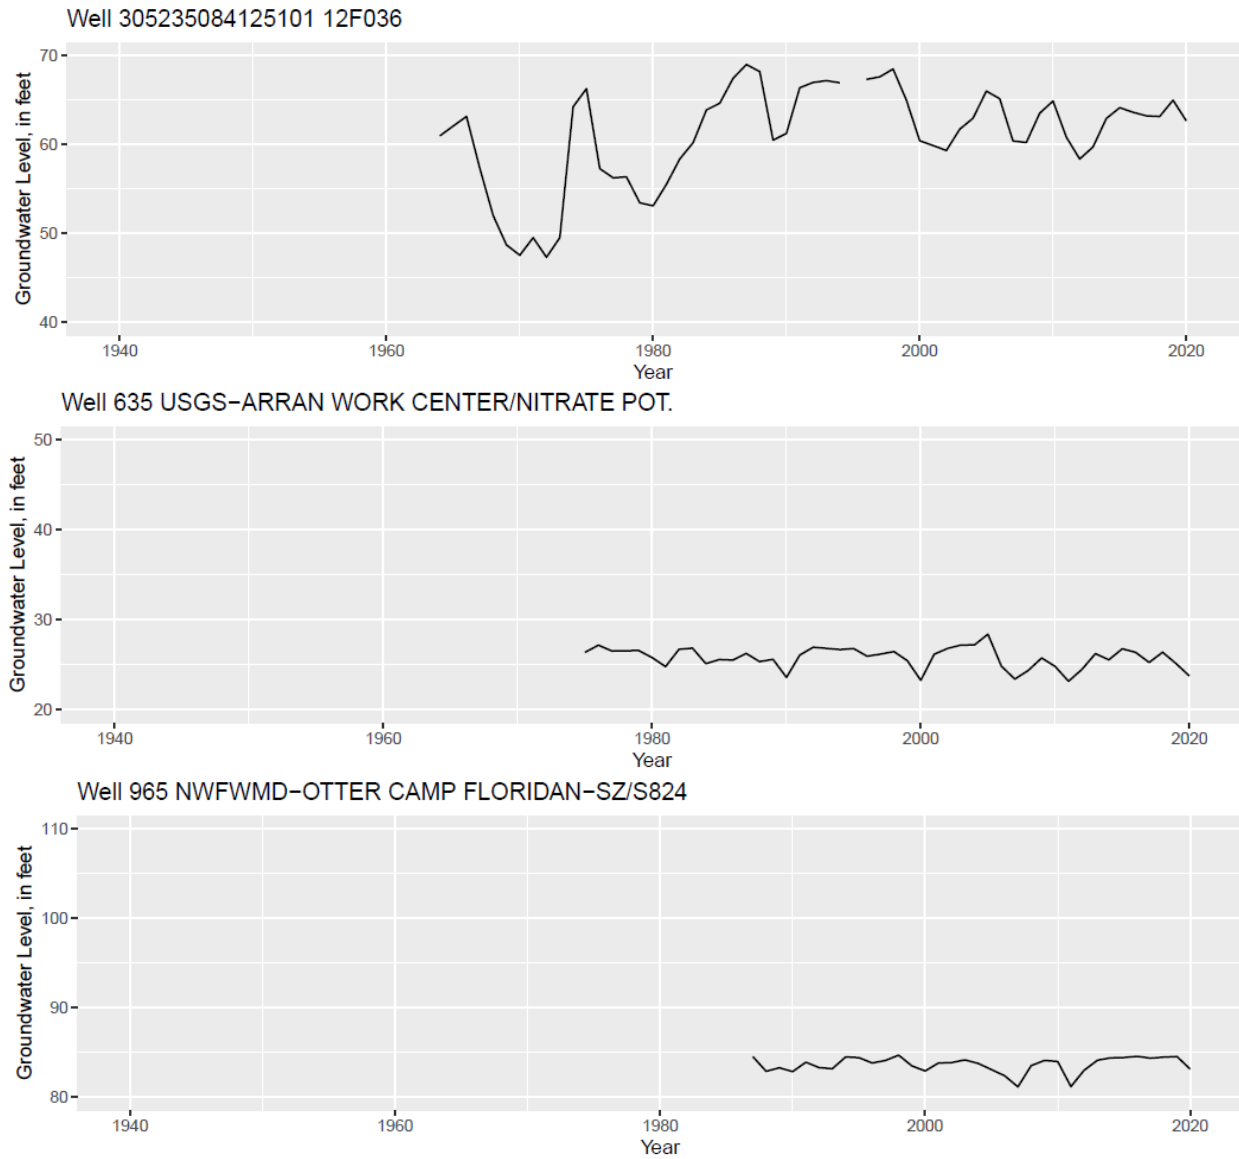 Well 305235084125101 12F036
Groundwater Level, in feet
70
60
50
40
1940 1960 1980 2000 2020
Year
Well 635 USGS−ARRAN WORK CENTER/NITRATE POT.
Groundwater Level, in feet
50
40
30
20
1940 1960 1980 2000 2020
Year
Well 965 NWFWMD−OTTER CAMP FLORIDAN−SZ/S824
Groundwater Level, in feet
110
100
90
80
1940 1960 1980 2000 2020
Year